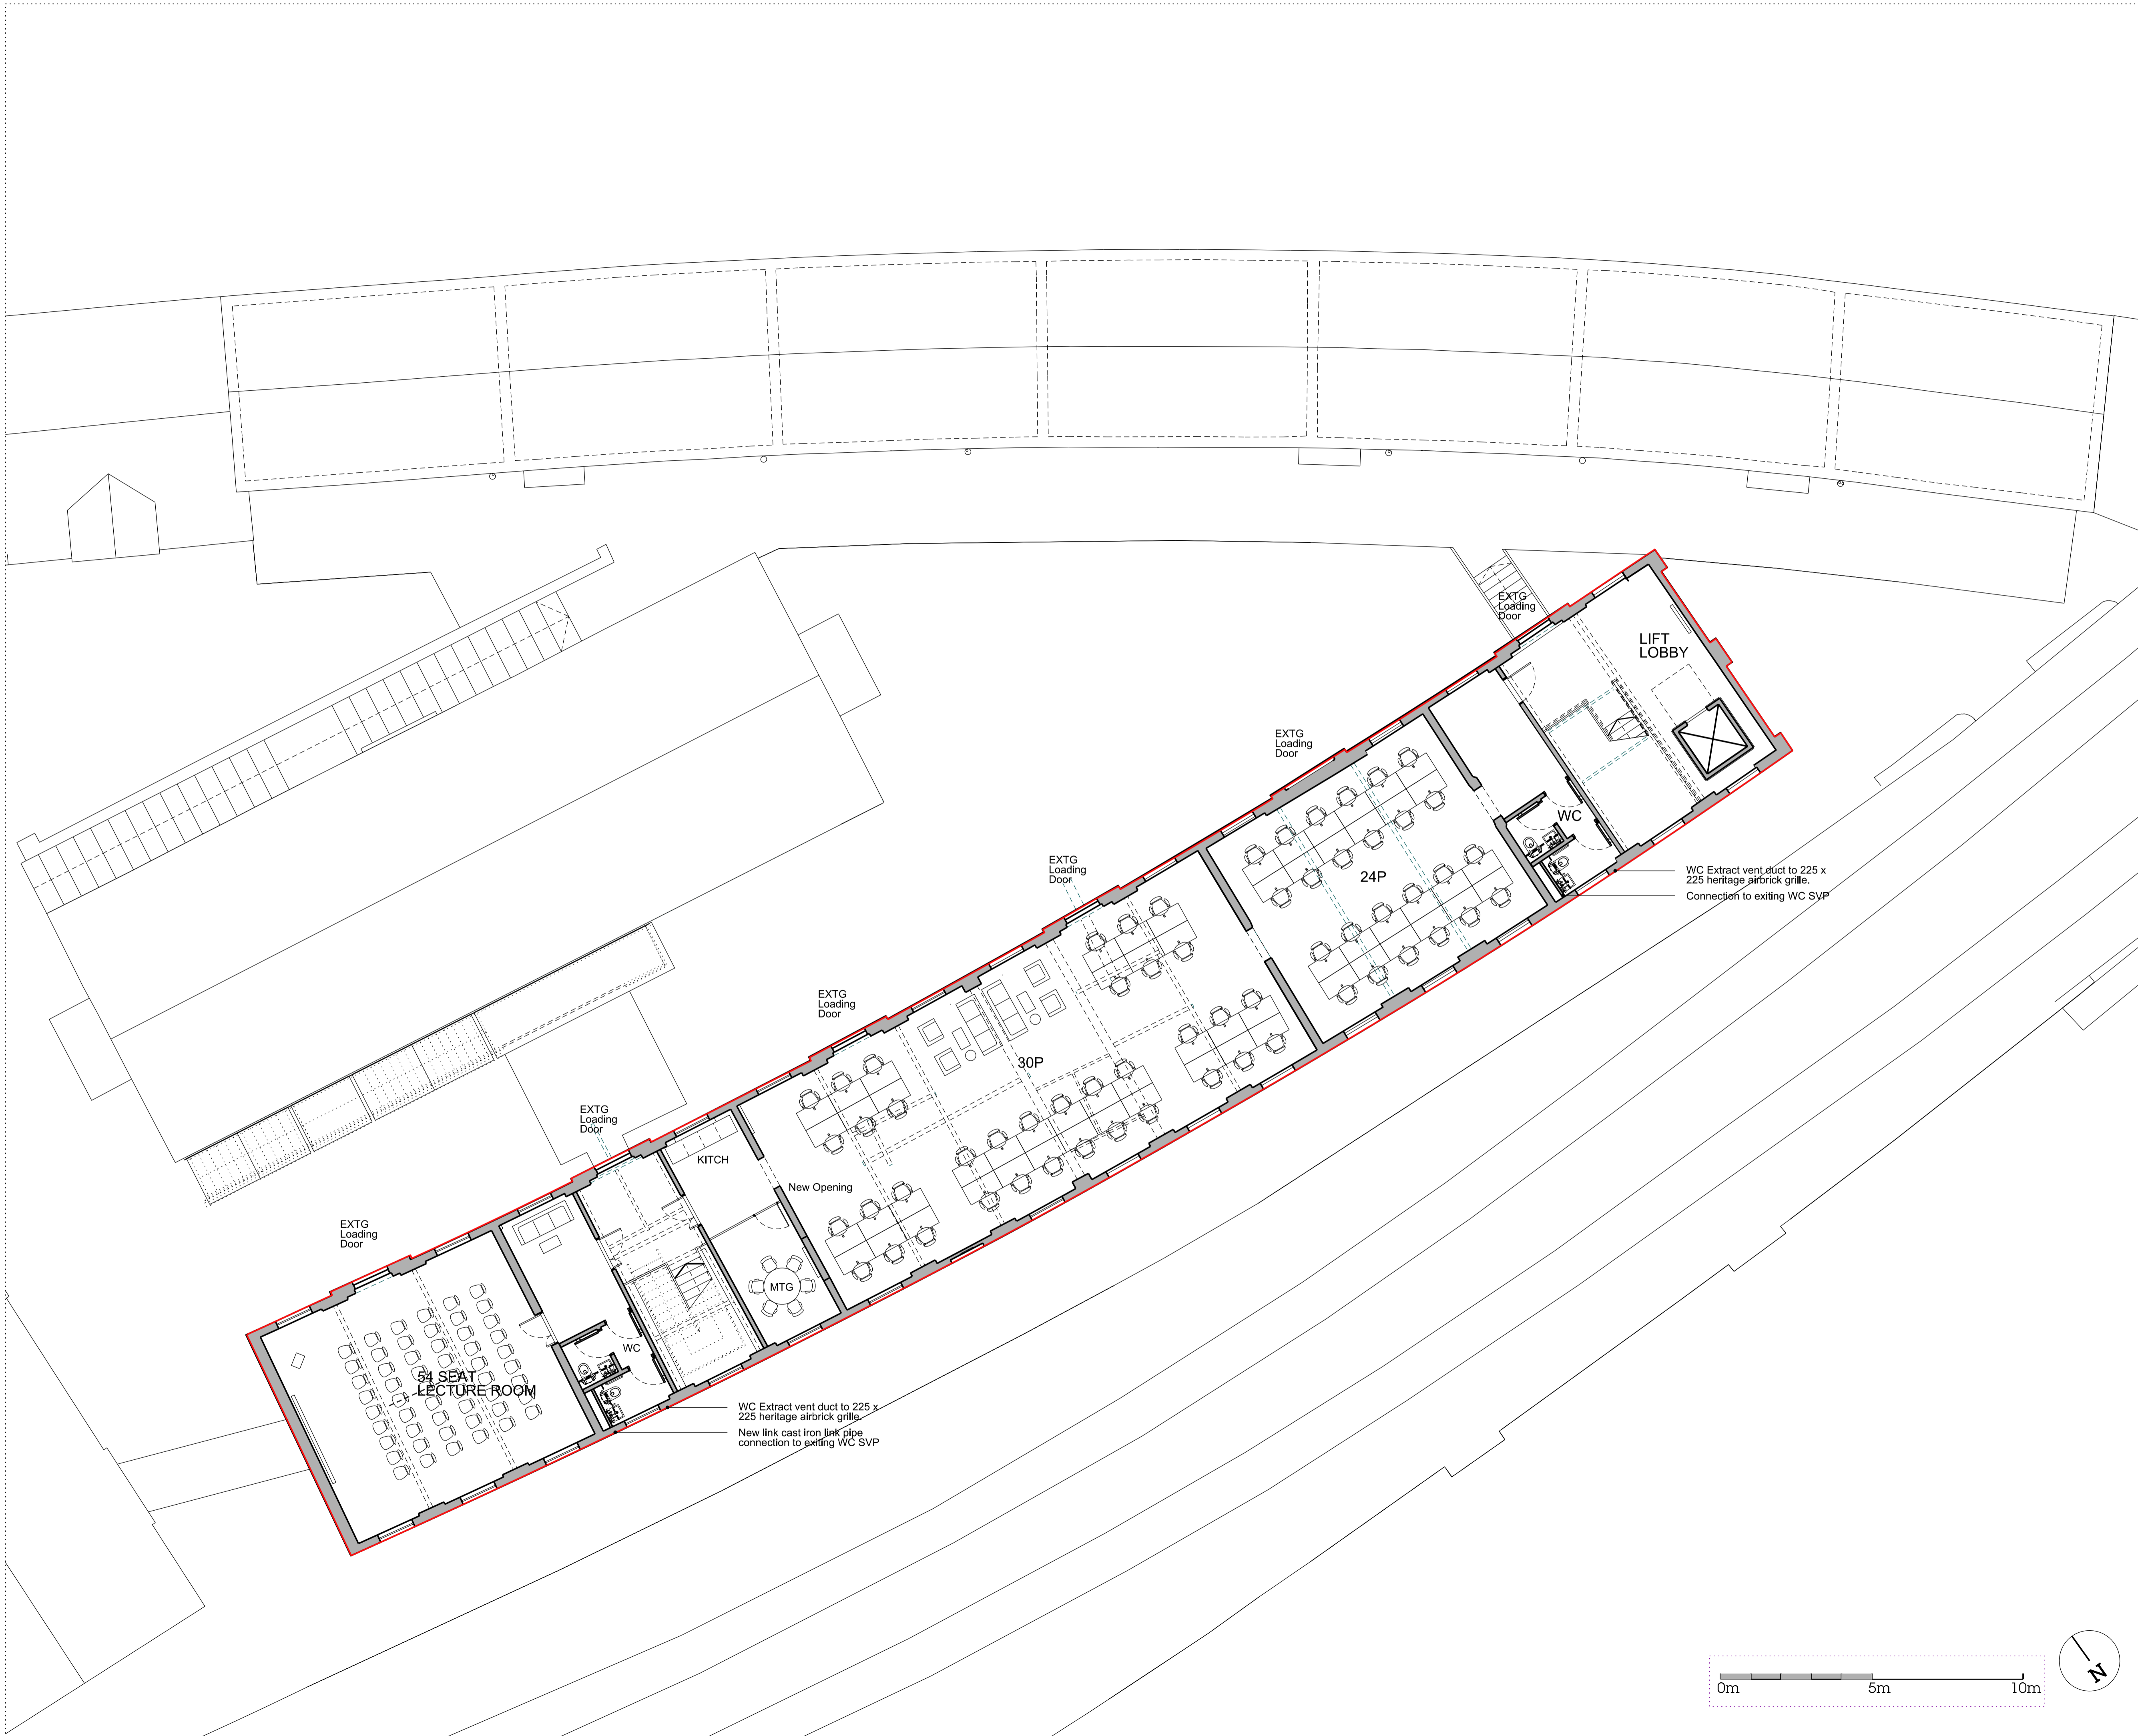 EXTG
Loading
Door
LIFT
LOBBY
EXTG
Loading
Door
WC
EXTG
Loading
Door
24P
WC Extract vent duct to 225 x
225 heritage airbrick grille.
Connection to exiting WC SVP
EXTG
Loading
Door
30P
EXTG
Loading
Door
KITCH
New Opening
EXTG
Loading
Door
MTG
WC
54 SEAT
LECTURE ROOM
WC Extract vent duct to 225 x
225 heritage airbrick grille.
New link cast iron link pipe
connection to exiting WC SVP
0m 5m 10m
N